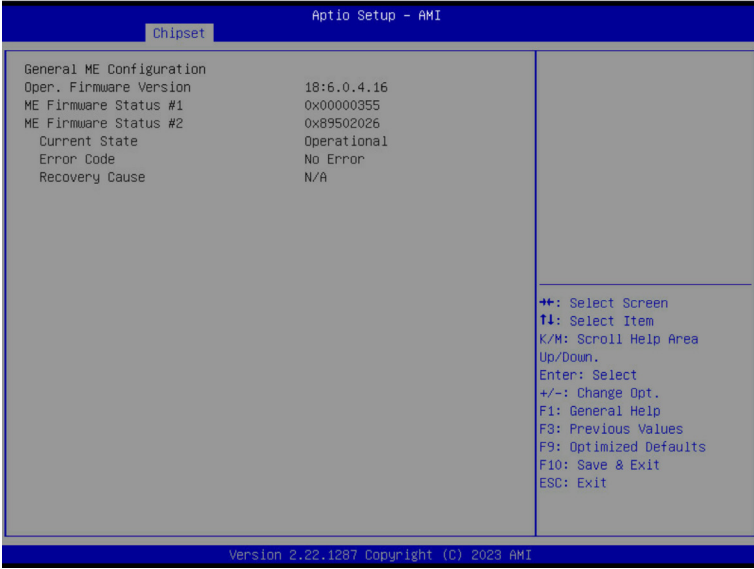 Aptio Setup – AMI
Chipset
General ME Configuration
Oper. Firmware Version 18:6.0.4.16
ME Firmware Status #1 0x00000355
ME Firmware Status #2 0x89502026
Current State Operational
Error Code No Error
Recovery Cause N/A
→←: Select Screen
↑↓: Select Item
K/M: Scroll Help Area
Up/Down.
Enter: Select
+/-: Change Opt.
F1: General Help
F3: Previous Values
F9: Optimized Defaults
F10: Save & Exit
ESC: Exit
Version 2.22.1287 Copyright (C) 2023 AMI